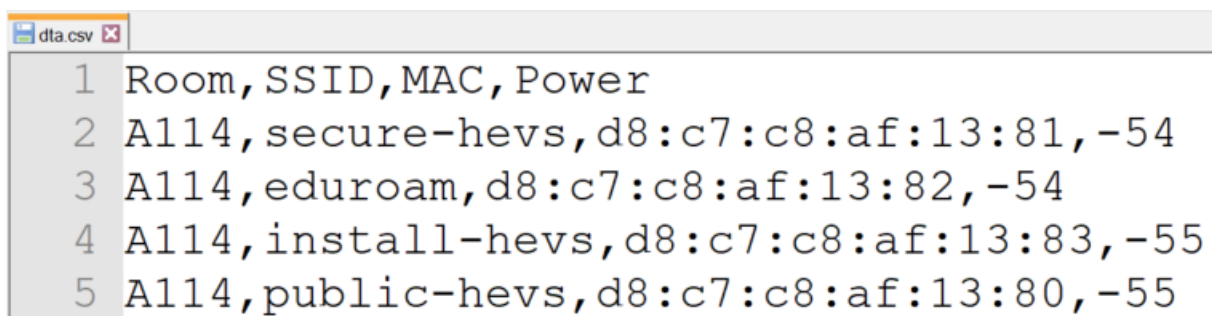 dta.csv
1 Room,SSID,MAC,Power
2 A114,secure-hevs,d8:c7:c8:af:13:81,-54
3 A114,eduroam,d8:c7:c8:af:13:82,-54
4 A114,install-hevs,d8:c7:c8:af:13:83,-55
5 A114,public-hevs,d8:c7:c8:af:13:80,-55